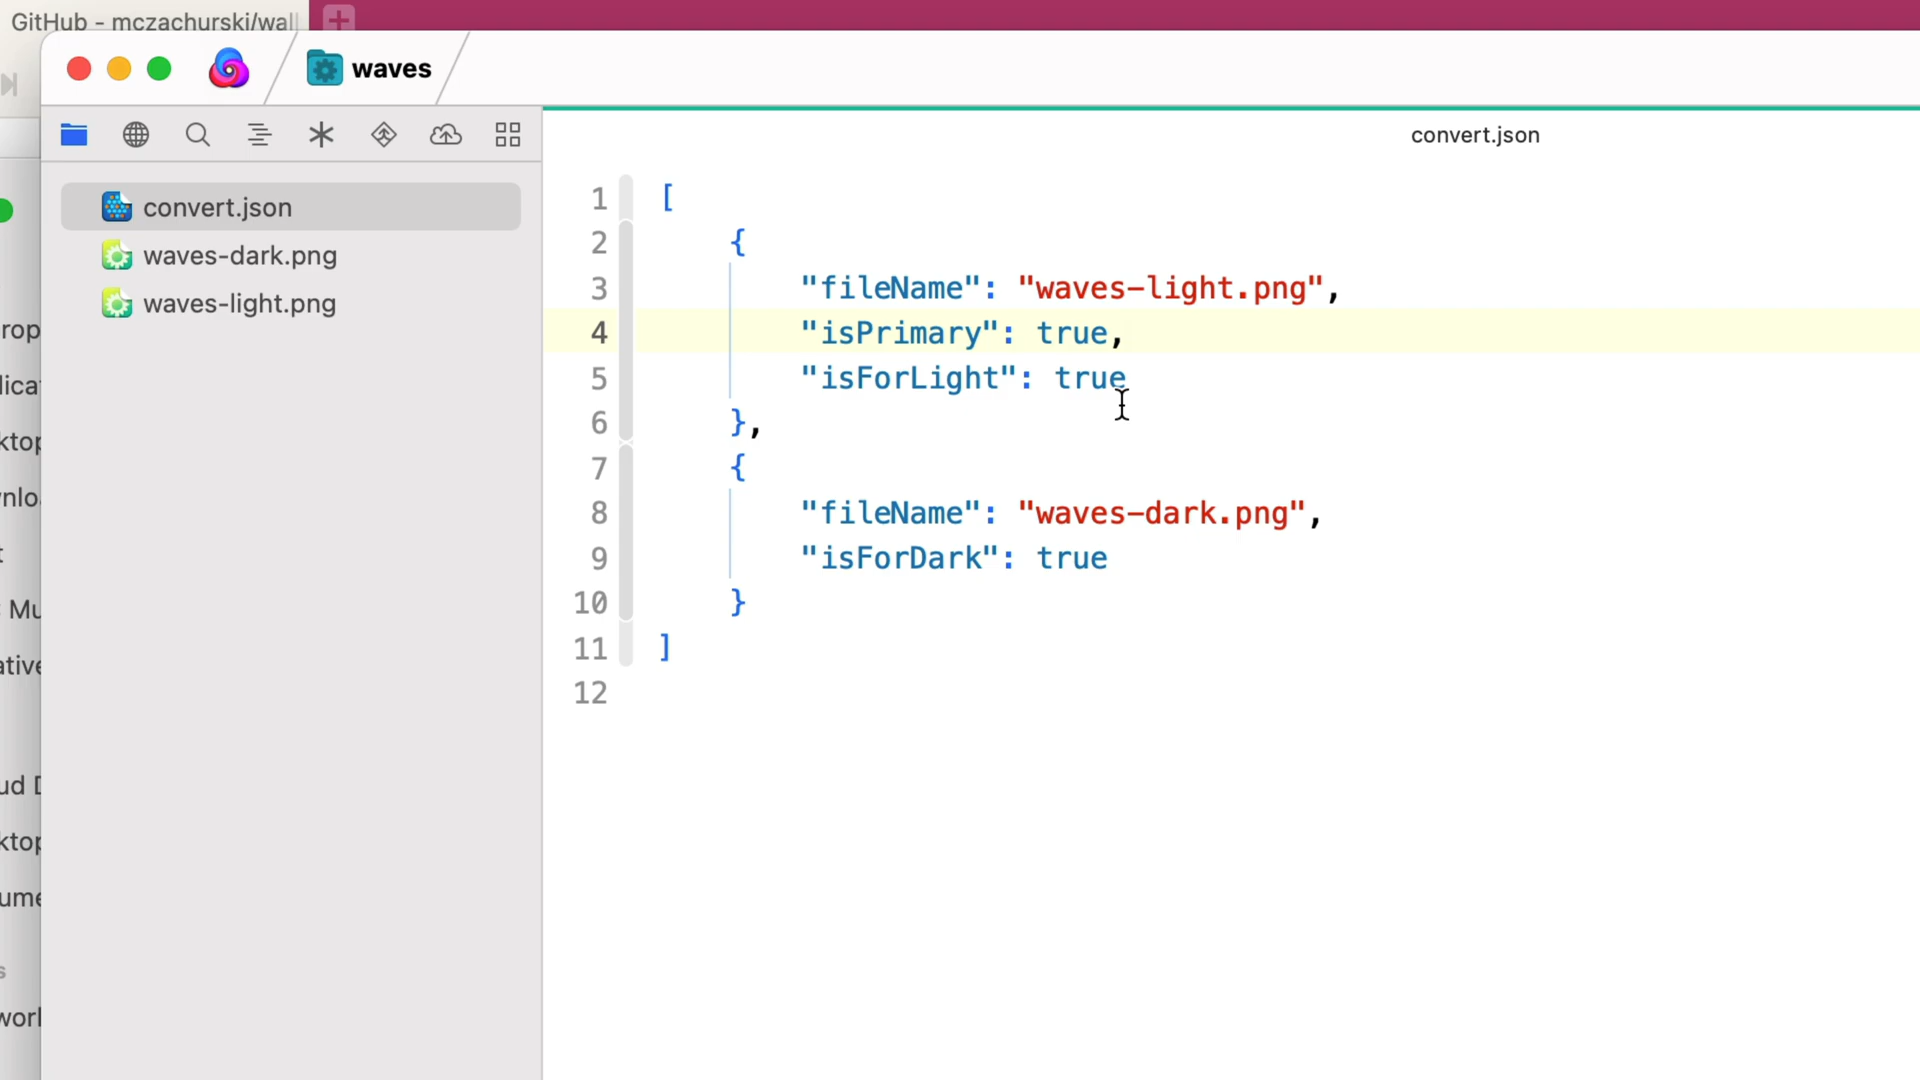 GitHub - mczachurski/wall
waves
convert.json
convert.json
waves-dark.png
waves-light.png
1 [
2 {
3 "fileName": "waves-light.png",
4 "isPrimary": true,
5 "isForLight": true
6 },
7 {
8 "fileName": "waves-dark.png",
9 "isForDark": true
10 }
11 ]
12